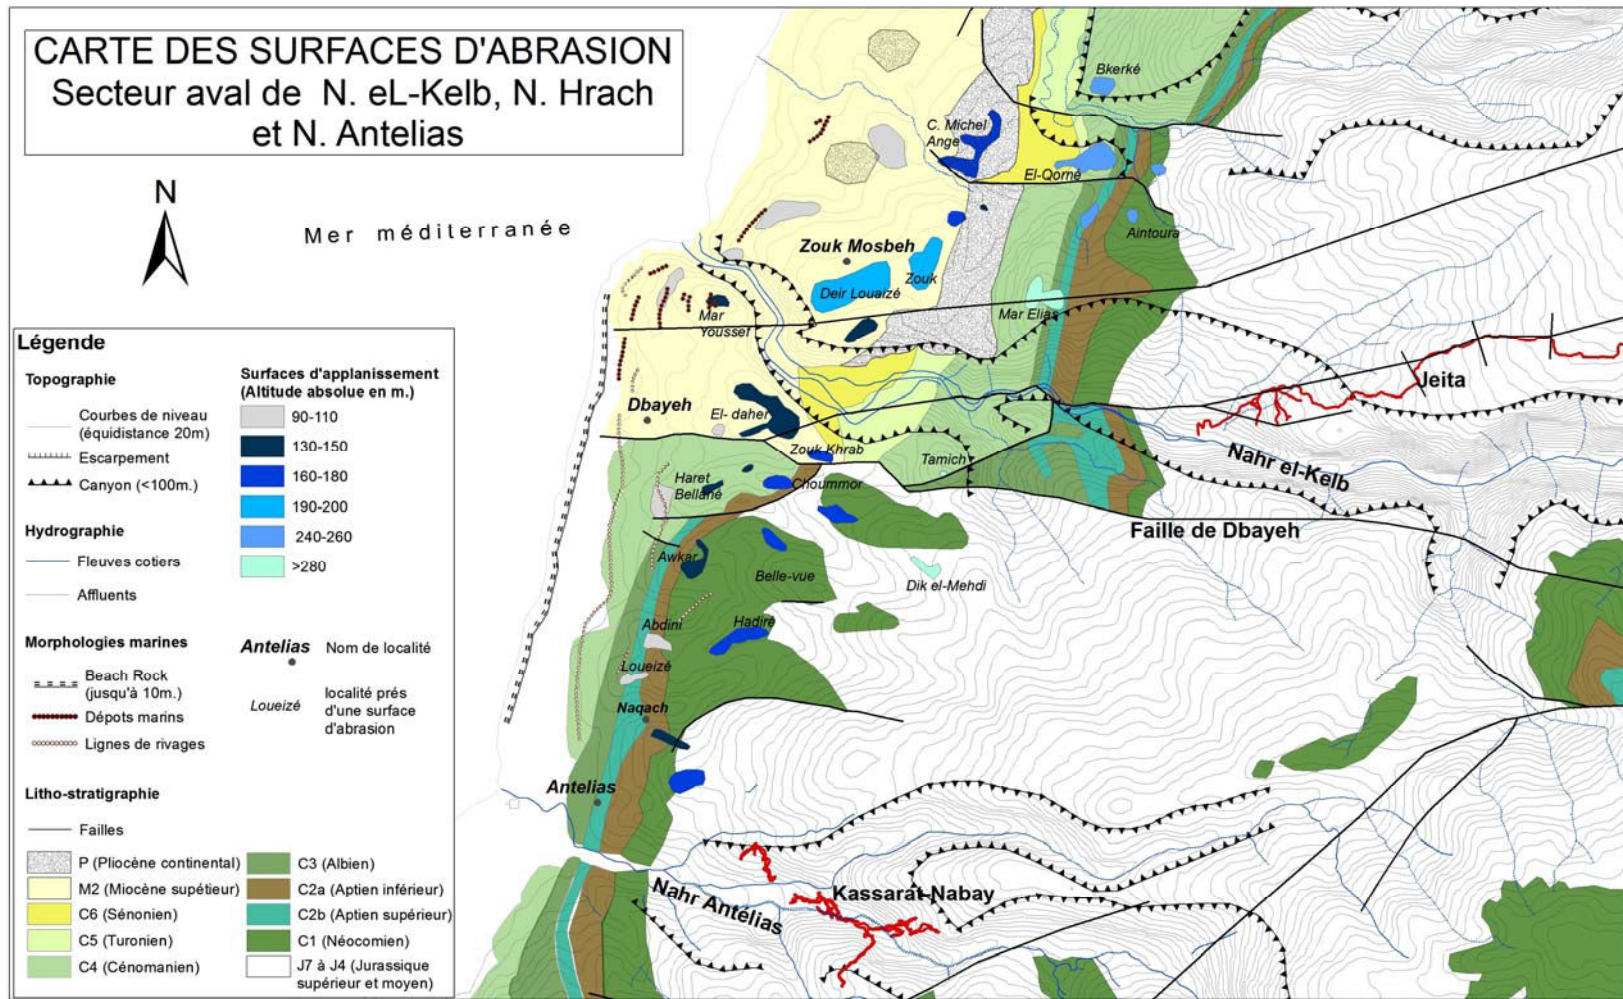 CARTE DES SURFACES D'ABRASION
Secteur aval de N. eL-Kelb, N. Hrach
et N. Antelias
N
Mer méditerranée
Légende
Topographie
Courbes de niveau
(équidistance 20m)
Escarpement
Canyon (<100m.)
Hydrographie
Fleuves cotiers
Affluents
Morphologies marines
Beach Rock
(jusqu'à 10m.)
Dépots marins
Lignes de rivages
Litho-stratigraphie
Failles
P (Pliocène continental)
M2 (Miocène supétieur)
C6 (Sénonien)
C5 (Turonien)
C4 (Cénomanien)
Surfaces d'applanissement
(Altitude absolue en m.)
90-110
130-150
160-180
190-200
240-260
>280
Antelias
Nom de localité
Loueizé
localité prés
d'une surface
d'abrasion
C3 (Albien)
C2a (Aptien inférieur)
C2b (Aptien supérieur)
C1 (Néocomien)
J7 à J4 (Jurassique
supérieur et moyen)
Bkerké
C. Michel
Ange
El-Qorné
Aintoura
Zouk Mosbeh
Zouk
Deir Louaizé
Mar Elias
Mar
Youssef
Jeita
Dbayeh
El- daher
Zouk Khrab
Tamich
Nahr el-Kelb
Haret
Bellané
Choummor
Faille de Dbayeh
Awkar
Belle-vue
Dik el-Mehdi
Abdini
Hadiré
Loueizé
Naqach
Antelias
Kassarat-Nabay
Nahr Antélias